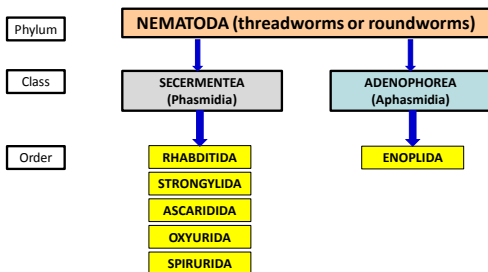 Phylum
NEMATODA (threadworms or roundworms)
Class
SECERMENTEA
(Phasmidia)
ADENOPHOREA
(Aphasmidia)
Order
RHABDITIDA
ENOPLIDA
STRONGYLIDA
ASCARIDIDA
OXYURIDA
SPIRURIDA